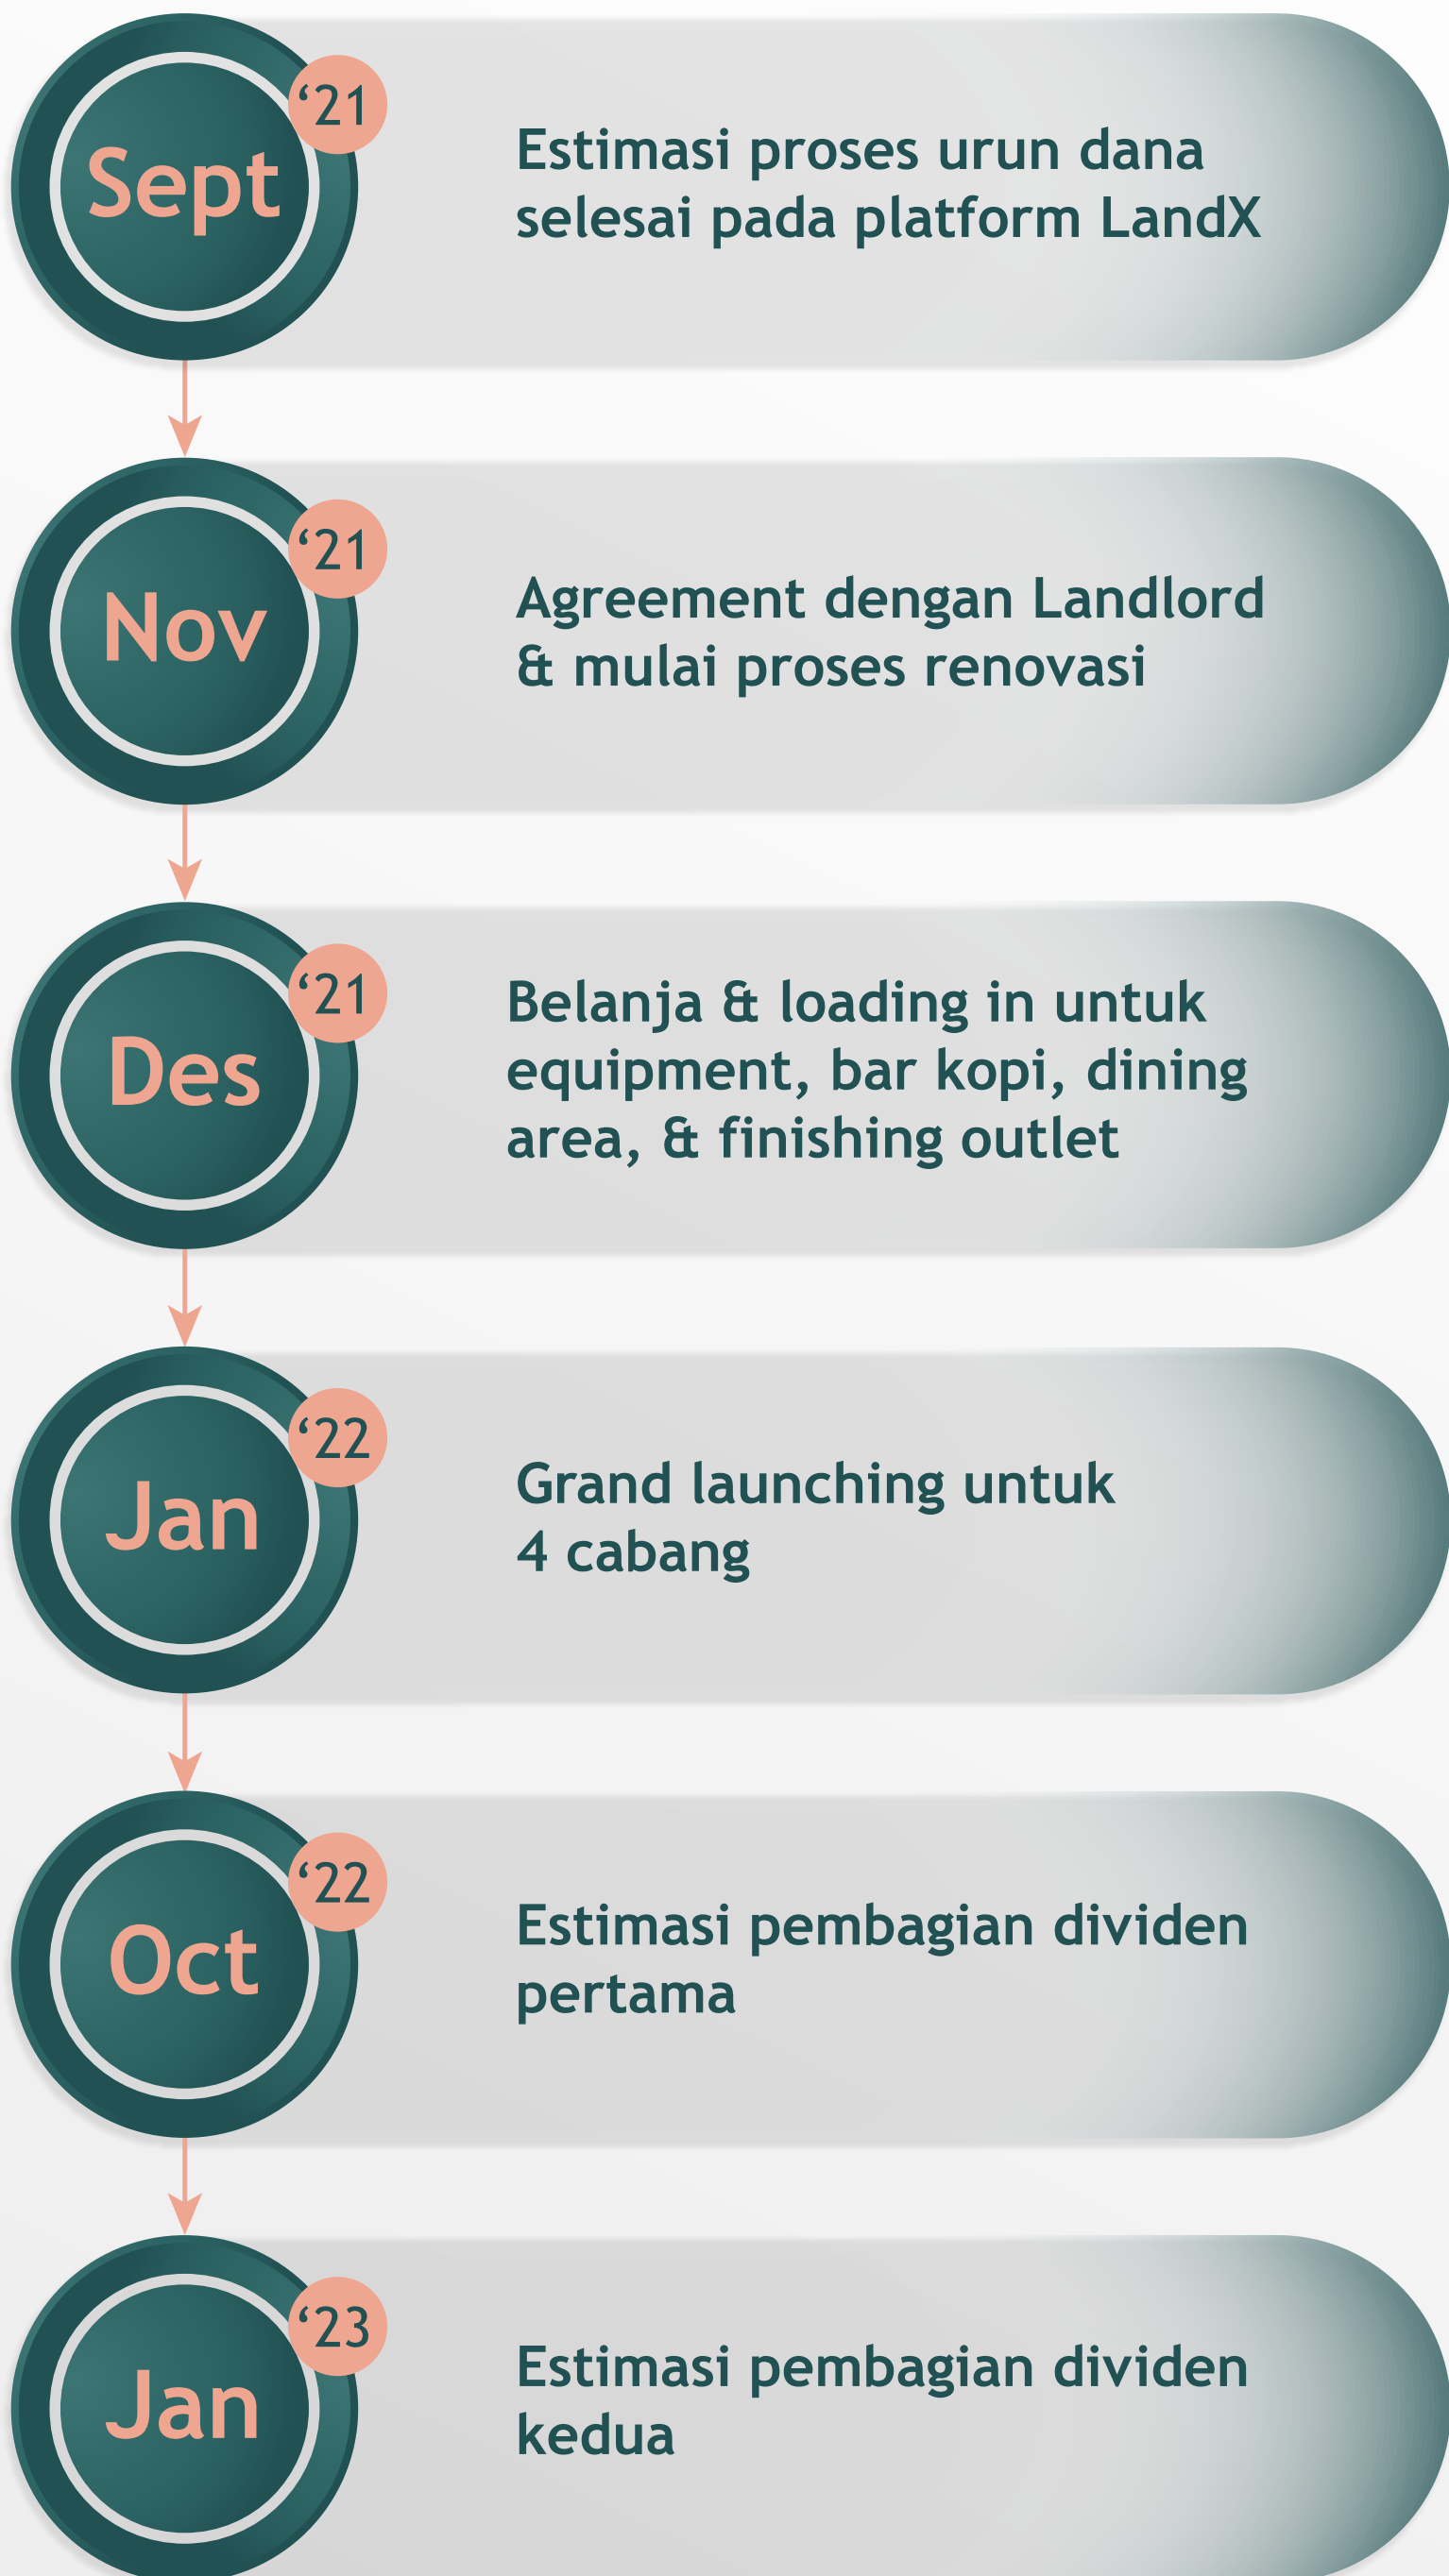 Sept
‘21
Estimasi proses urun dana
selesai pada platform LandX
Nov
‘21
Agreement dengan Landlord
& mulai proses renovasi
Des
‘21
Belanja & loading in untuk
equipment, bar kopi, dining
area, & finishing outlet
Jan
‘22
Grand launching untuk
4 cabang
Oct
‘22
Estimasi pembagian dividen
pertama
Jan
‘23
Estimasi pembagian dividen
kedua